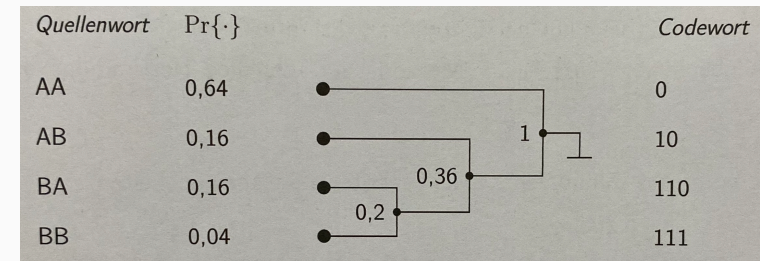 Quellenwort Pr{·} Codewort
AA 0,64 0
AB 0,16 1 10
BA 0,16 0,36 110
0,2
BB 0,04 111